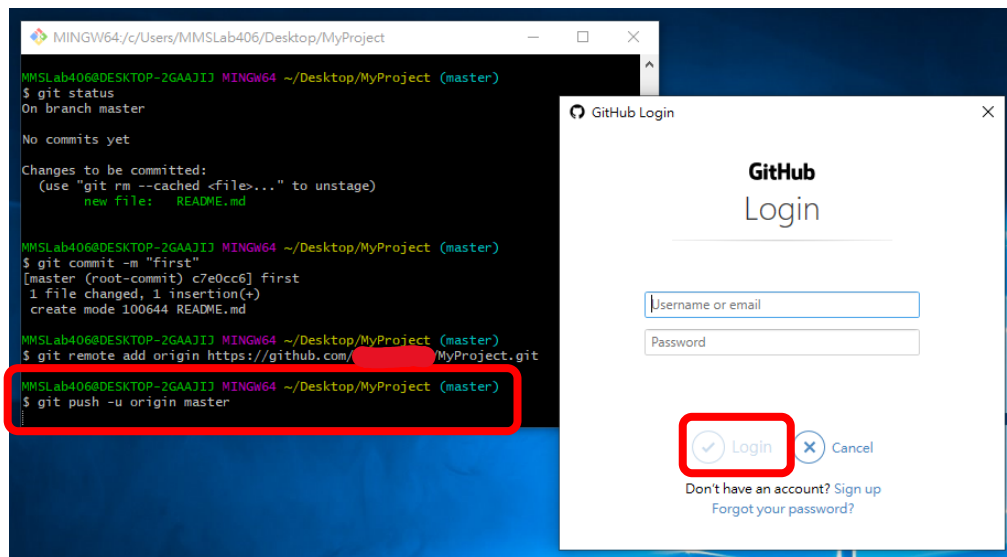 MINGW64:/c/Users/MMSLab406/Desktop/MyProject
MMSLab406@DESKTOP-2GAAJIJ MINGW64 ~/Desktop/MyProject (master)
$ git status
On branch master
No commits yet
Changes to be committed:
(use "git rm --cached <file>..." to unstage)
new file: README.md
MMSLab406@DESKTOP-2GAAJIJ MINGW64 ~/Desktop/MyProject (master)
$ git commit -m "first"
[master (root-commit) c7e0cc6] first
1 file changed, 1 insertion(+)
create mode 100644 README.md
MMSLab406@DESKTOP-2GAAJIJ MINGW64 ~/Desktop/MyProject (master)
$ git remote add origin https://github.com/ /MyProject.git
MMSLab406@DESKTOP-2GAAJIJ MINGW64 ~/Desktop/MyProject (master)
$ git push -u origin master
GitHub Login
GitHub
Login
Username or email
Password
Login
Cancel
Don't have an account? Sign up
Forgot your password?